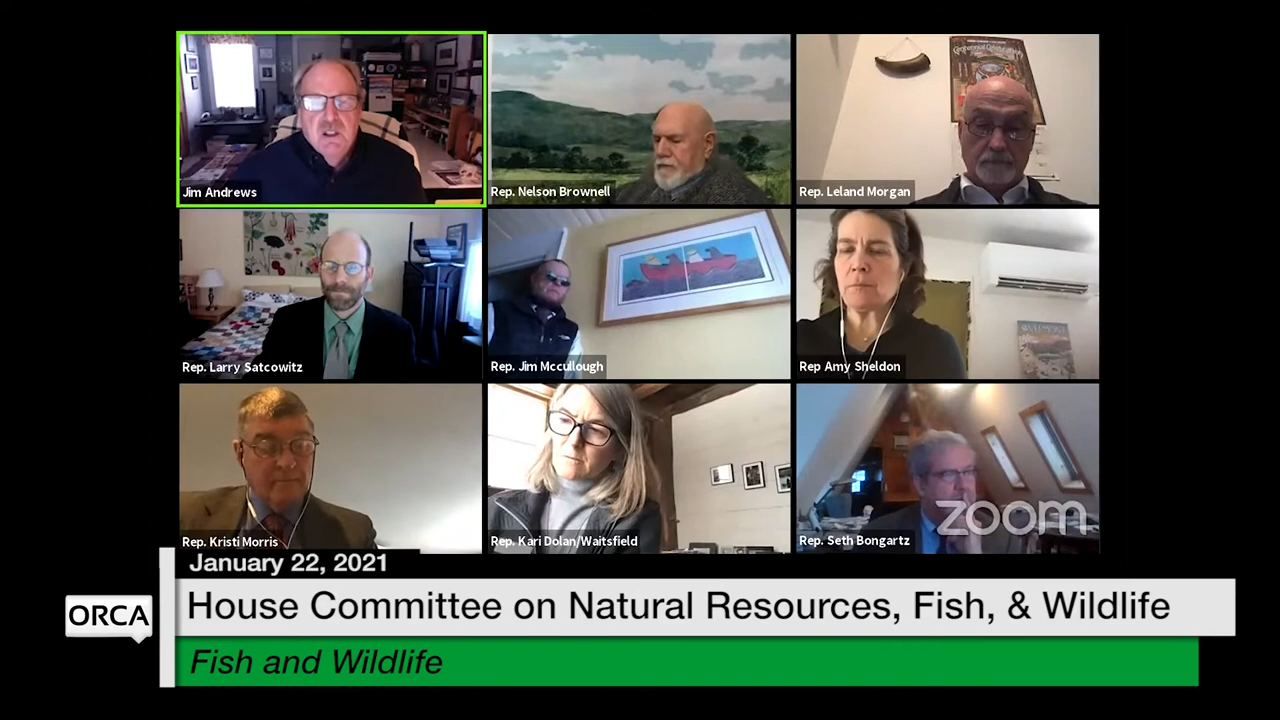 Jim Andrews
Rep. Nelson Brownell
Rep. Leland Morgan
Rep. Larry Satcowitz
Rep. Jim Mccullough
Rep Amy Sheldon
Rep. Kristi Morris
Rep. Kari Dolan/Waitsfield
Rep. Seth Bongartz
zoom
January 22, 2021
ORCA
House Committee on Natural Resources, Fish, & Wildlife
Fish and Wildlife